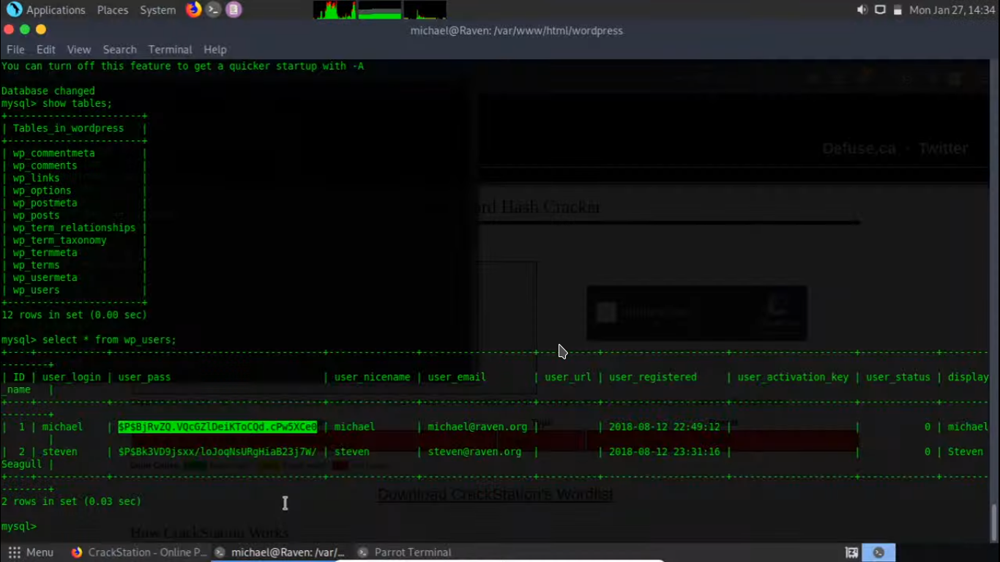 Applications Places System Mon Jan 27, 14:34
michael@Raven: /var/www/html/wordpress
File Edit View Search Terminal Help
You can turn off this feature to get a quicker startup with -A
Database changed
mysql> show tables;
+-----------------------+
| Tables_in_wordpress |
+-----------------------+
| wp_commentmeta |
| wp_comments |
| wp_links |
| wp_options |
| wp_postmeta |
| wp_posts |
| wp_term_relationships |
| wp_term_taxonomy |
| wp_termmeta |
| wp_terms |
| wp_usermeta |
| wp_users |
+-----------------------+
12 rows in set (0.00 sec)
Defuse.ca - Twitter
Hash Cracker
mysql> select * from wp_users;
+----+------------+------------------------------------+---------------+-------------------+----------+---------------------+---------------------+-------------+--------
--------+
| ID | user_login | user_pass | user_nicename | user_email | user_url | user_registered | user_activation_key | user_status | display
_name |
+----+------------+------------------------------------+---------------+-------------------+----------+---------------------+---------------------+-------------+--------
--------+
| 1 | michael | $P$BjRvZQ.VQcGZlDeiKToCQd.cPw5XCe0 | michael | michael@raven.org | | 2018-08-12 22:49:12 | | 0 | michael
|
| 2 | steven | $P$Bk3VD9jsxx/loJoqNsURgHiaB23j7W/ | steven | steven@raven.org | | 2018-08-12 23:31:16 | | 0 | Steven
Seagull |
+----+------------+------------------------------------+---------------+-------------------+----------+---------------------+---------------------+-------------+--------
--------+
2 rows in set (0.03 sec)
Download CrackStation's Wordlist
mysql>
How CrackStation Works
Menu CrackStation - Online P... michael@Raven: /var/... Parrot Terminal